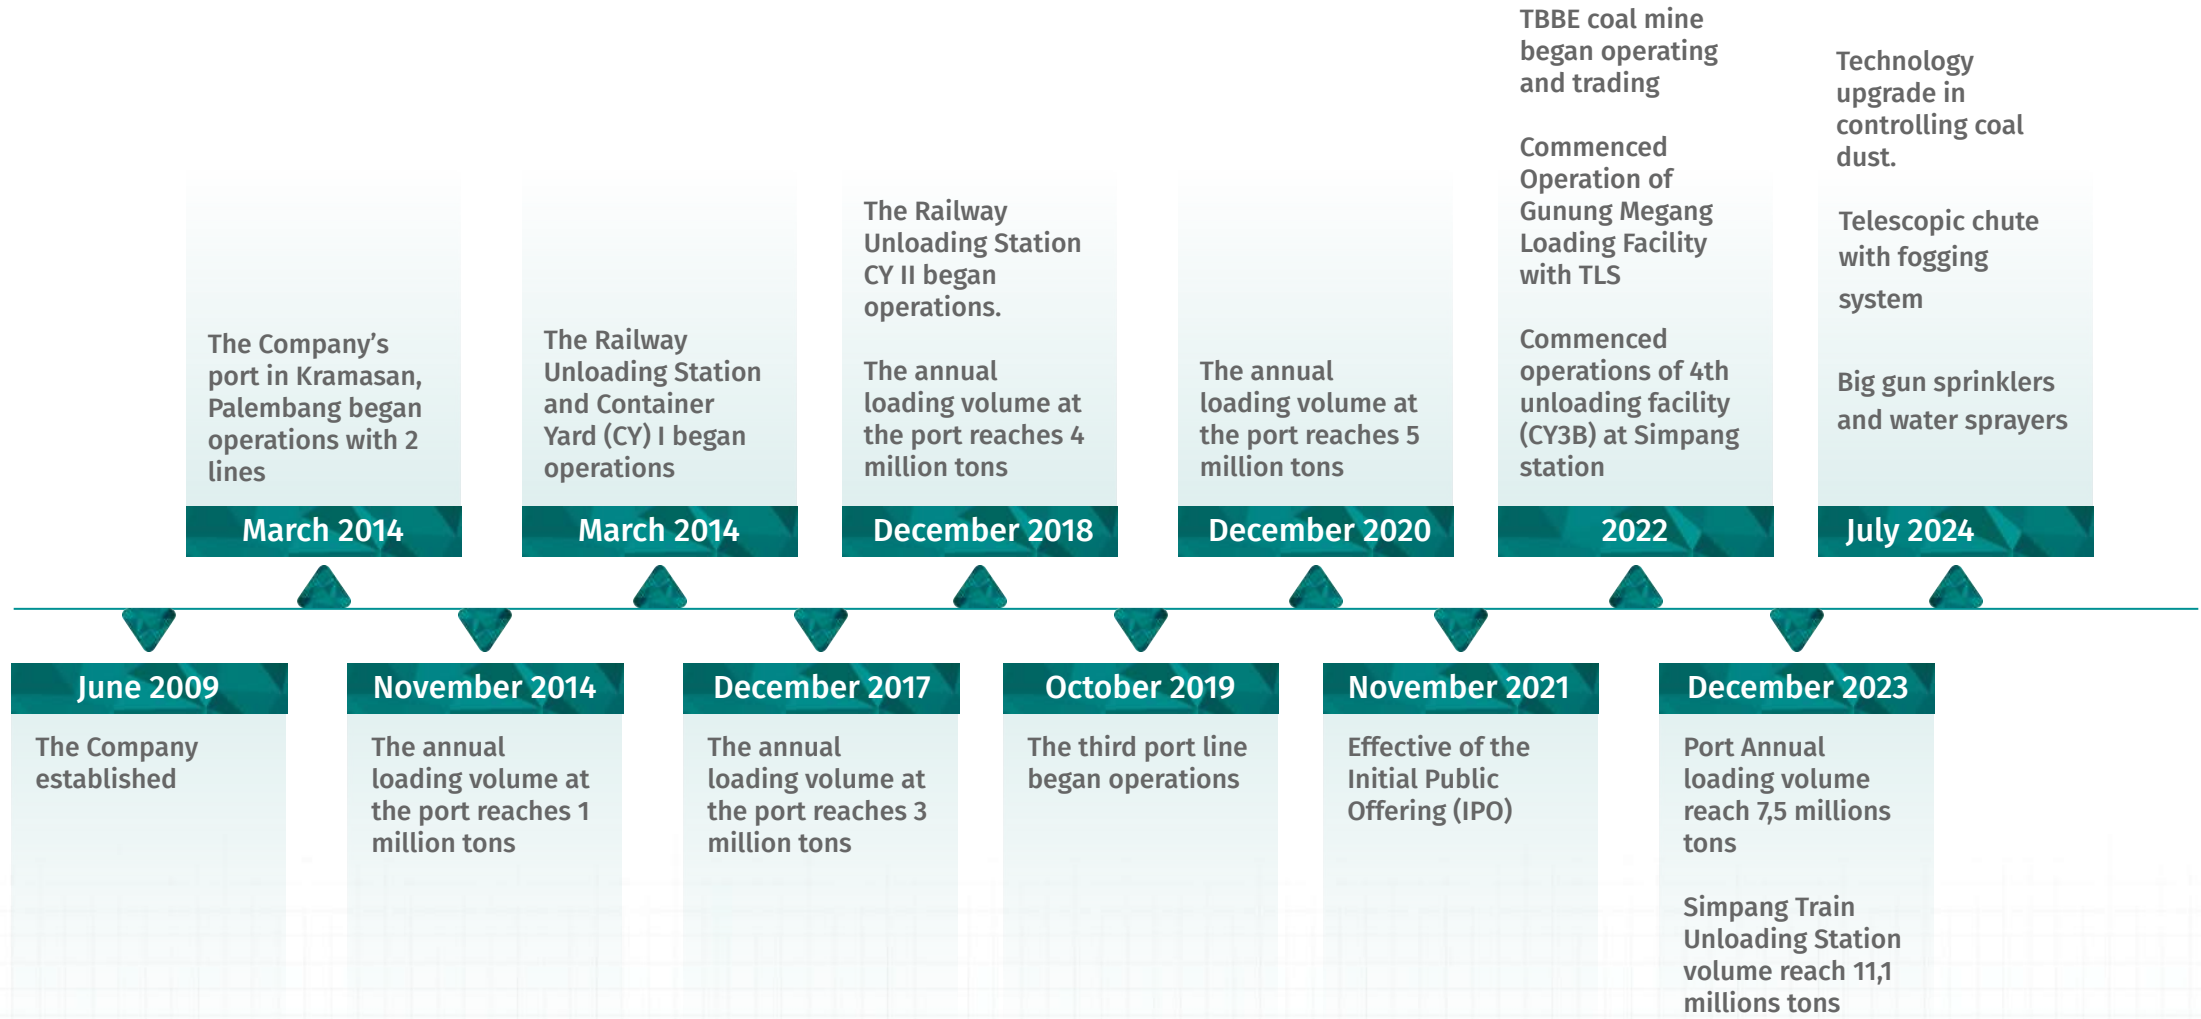 TBBE coal mine
began operating
and trading
Commenced
Operation of
Gunung Megang
Loading Facility
with TLS
Commenced
operations of 4th
unloading facility
(CY3B) at Simpang
station
Technology
upgrade in
controlling coal
dust.
Telescopic chute
with fogging
system
Big gun sprinklers
and water sprayers
The Railway
Unloading Station
CY II began
operations.
The annual
loading volume at
the port reaches 4
million tons
The Company’s
port in Kramasan,
Palembang began
operations with 2
lines
The Railway
Unloading Station
and Container
Yard (CY) I began
operations
The annual
loading volume at
the port reaches 5
million tons
March 2014
March 2014
December 2018
December 2020
2022
July 2024
June 2009
November 2014
December 2017
October 2019
November 2021
December 2023
The Company
established
The annual
loading volume at
the port reaches 1
million tons
The annual
loading volume at
the port reaches 3
million tons
The third port line
began operations
Effective of the
Initial Public
Offering (IPO)
Port Annual
loading volume
reach 7,5 millions
tons
Simpang Train
Unloading Station
volume reach 11,1
millions tons